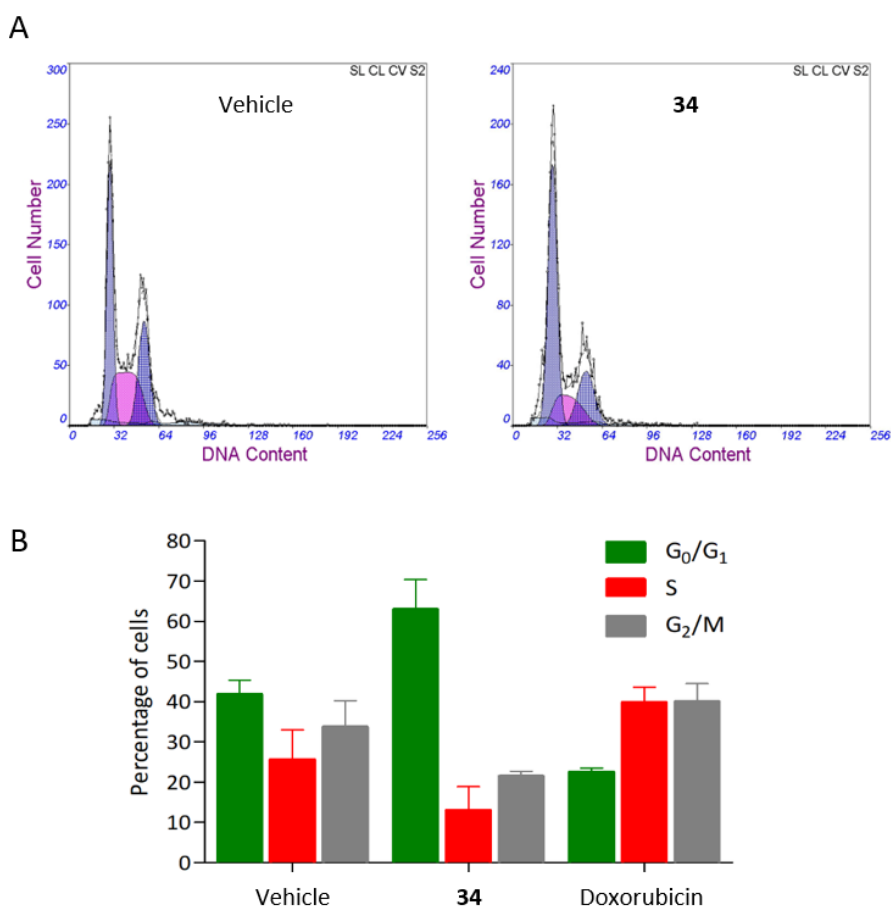 A
SL CL CV S2
Vehicle
300
250
200
150
100
50
0
Cell Number
0 32 64 96 128 160 192 224 256
DNA Content
SL CL CV S2
34
240
200
160
120
80
40
0
Cell Number
0 32 64 96 128 160 192 224 256
DNA Content
B
80
70
60
50
40
30
20
10
0
Percentage of cells
G₀/G₁
S
G₂/M
Vehicle 34 Doxorubicin